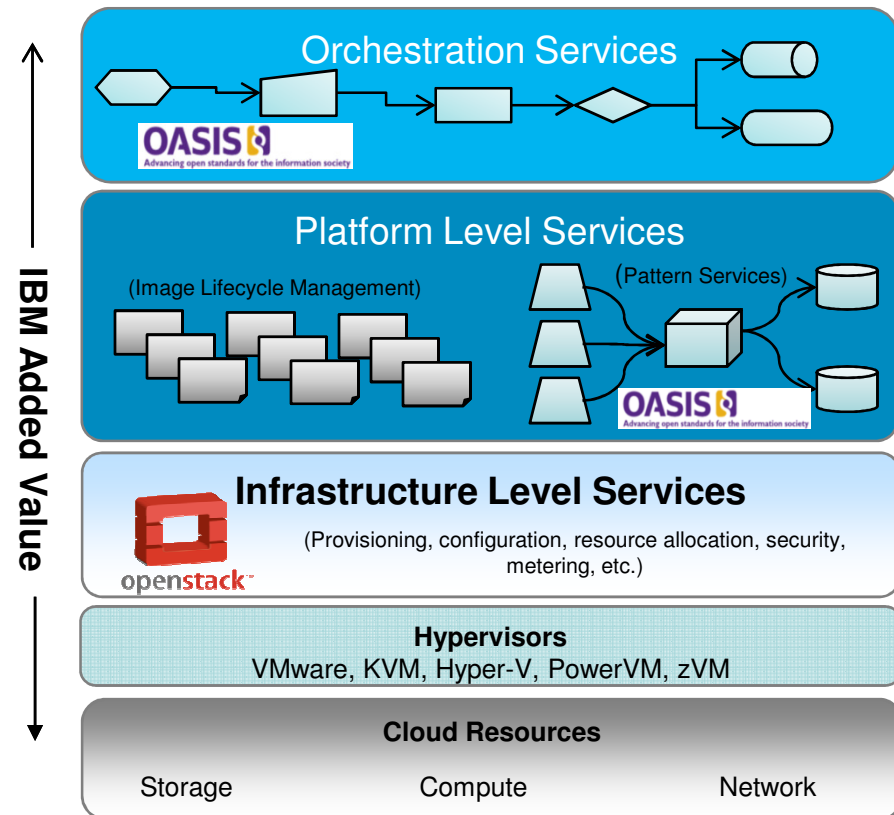 Orchestration Services
OASIS
Advancing open standards for the information society
Platform Level Services
(Image Lifecycle Management)
(Pattern Services)
OASIS
Advancing open standards for the information society
IBM Added Value
Infrastructure Level Services
(Provisioning, configuration, resource allocation, security,
metering, etc.)
openstack™
Hypervisors
VMware, KVM, Hyper-V, PowerVM, zVM
Cloud Resources
Storage Compute Network